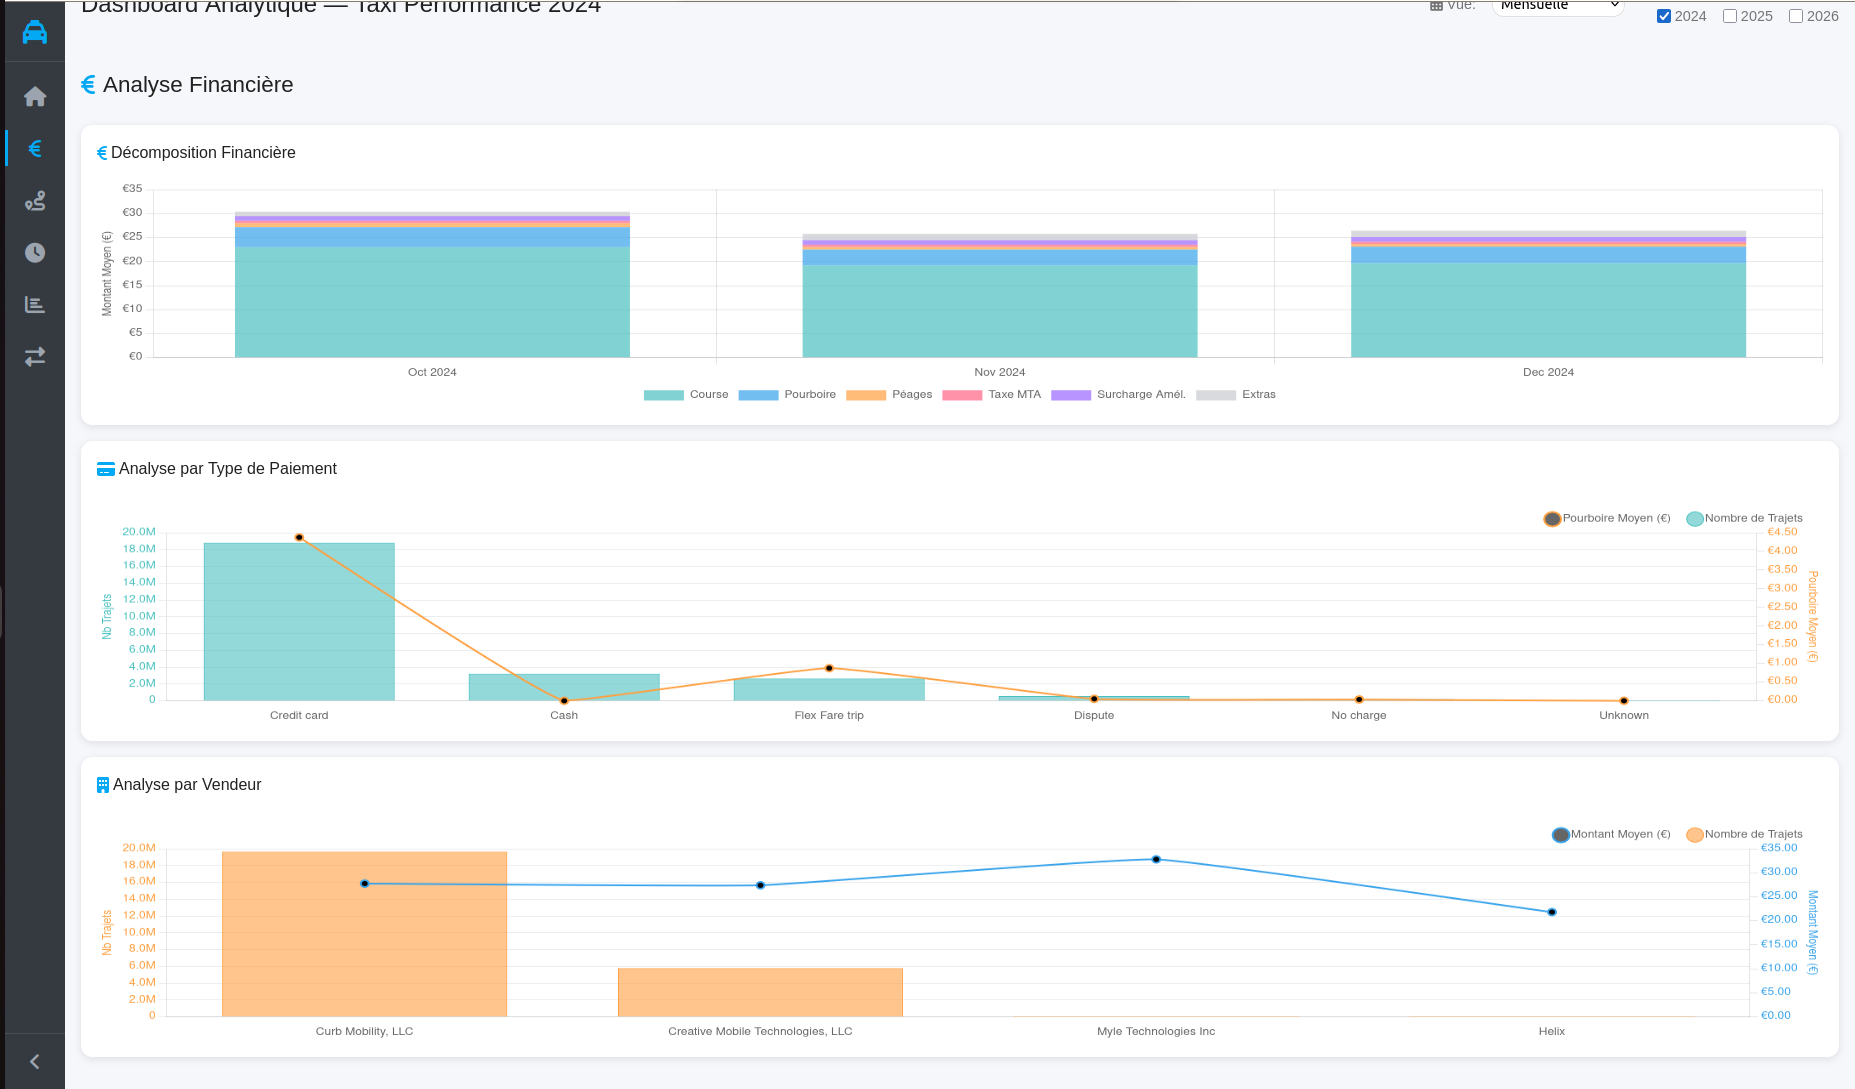 Dashboard Analytique — Taxi Performance 2024
Vue: Mensuelle
2024 2025 2026
Analyse Financière
Décomposition Financière
€35
€30
€25
€20
€15
€10
€5
€0
Montant Moyen (€)
Oct 2024 Nov 2024 Dec 2024
Course Pourboire Péages Taxe MTA Surcharge Amél. Extras
Analyse par Type de Paiement
Pourboire Moyen (€) Nombre de Trajets
20.0M
18.0M
16.0M
14.0M
12.0M
10.0M
8.0M
6.0M
4.0M
2.0M
0
Nb Trajets
€4.50
€4.00
€3.50
€3.00
€2.50
€2.00
€1.50
€1.00
€0.50
€0.00
Pourboire Moyen (€)
Credit card Cash Flex Fare trip Dispute No charge Unknown
Analyse par Vendeur
Montant Moyen (€) Nombre de Trajets
20.0M
18.0M
16.0M
14.0M
12.0M
10.0M
8.0M
6.0M
4.0M
2.0M
0
Nb Trajets
€35.00
€30.00
€25.00
€20.00
€15.00
€10.00
€5.00
€0.00
Montant Moyen (€)
Curb Mobility, LLC Creative Mobile Technologies, LLC Myle Technologies Inc Helix